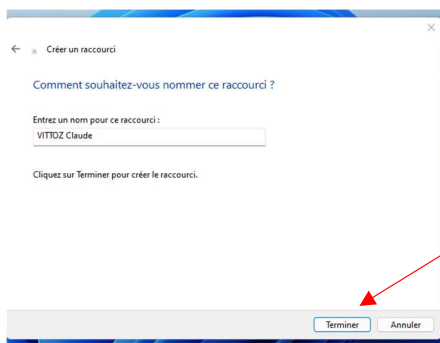 Créer un raccourci
Comment souhaitez-vous nommer ce raccourci ?
Entrez un nom pour ce raccourci :
VITTOZ Claude
Cliquez sur Terminer pour créer le raccourci.
Terminer Annuler